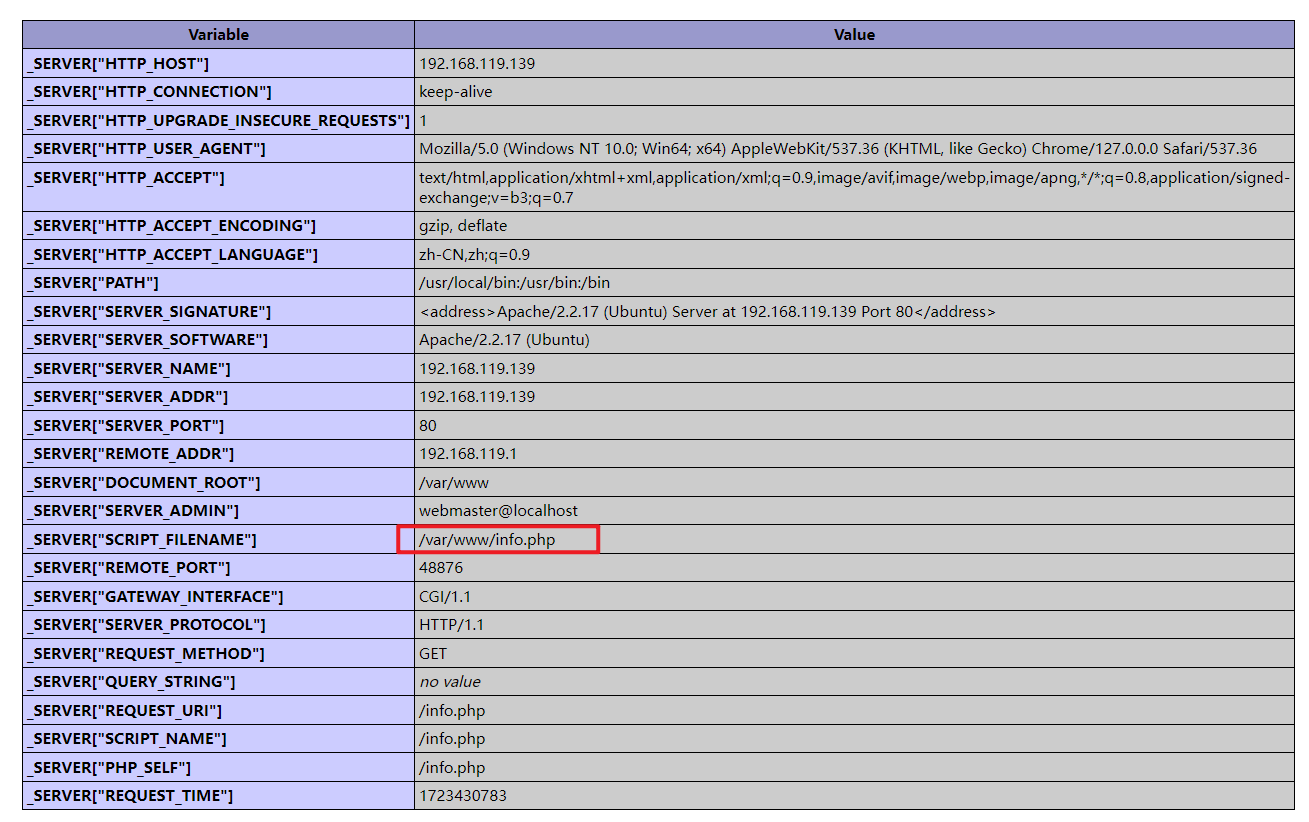 Variable Value
_SERVER["HTTP_HOST"] 192.168.119.139
_SERVER["HTTP_CONNECTION"] keep-alive
_SERVER["HTTP_UPGRADE_INSECURE_REQUESTS"] 1
_SERVER["HTTP_USER_AGENT"] Mozilla/5.0 (Windows NT 10.0; Win64; x64) AppleWebKit/537.36 (KHTML, like Gecko) Chrome/127.0.0.0 Safari/537.36
_SERVER["HTTP_ACCEPT"] text/html,application/xhtml+xml,application/xml;q=0.9,image/avif,image/webp,image/apng,*/*;q=0.8,application/signed-
exchange;v=b3;q=0.7
_SERVER["HTTP_ACCEPT_ENCODING"] gzip, deflate
_SERVER["HTTP_ACCEPT_LANGUAGE"] zh-CN,zh;q=0.9
_SERVER["PATH"] /usr/local/bin:/usr/bin:/bin
_SERVER["SERVER_SIGNATURE"] <address>Apache/2.2.17 (Ubuntu) Server at 192.168.119.139 Port 80</address>
_SERVER["SERVER_SOFTWARE"] Apache/2.2.17 (Ubuntu)
_SERVER["SERVER_NAME"] 192.168.119.139
_SERVER["SERVER_ADDR"] 192.168.119.139
_SERVER["SERVER_PORT"] 80
_SERVER["REMOTE_ADDR"] 192.168.119.1
_SERVER["DOCUMENT_ROOT"] /var/www
_SERVER["SERVER_ADMIN"] webmaster@localhost
_SERVER["SCRIPT_FILENAME"] /var/www/info.php
_SERVER["REMOTE_PORT"] 48876
_SERVER["GATEWAY_INTERFACE"] CGI/1.1
_SERVER["SERVER_PROTOCOL"] HTTP/1.1
_SERVER["REQUEST_METHOD"] GET
_SERVER["QUERY_STRING"] no value
_SERVER["REQUEST_URI"] /info.php
_SERVER["SCRIPT_NAME"] /info.php
_SERVER["PHP_SELF"] /info.php
_SERVER["REQUEST_TIME"] 1723430783